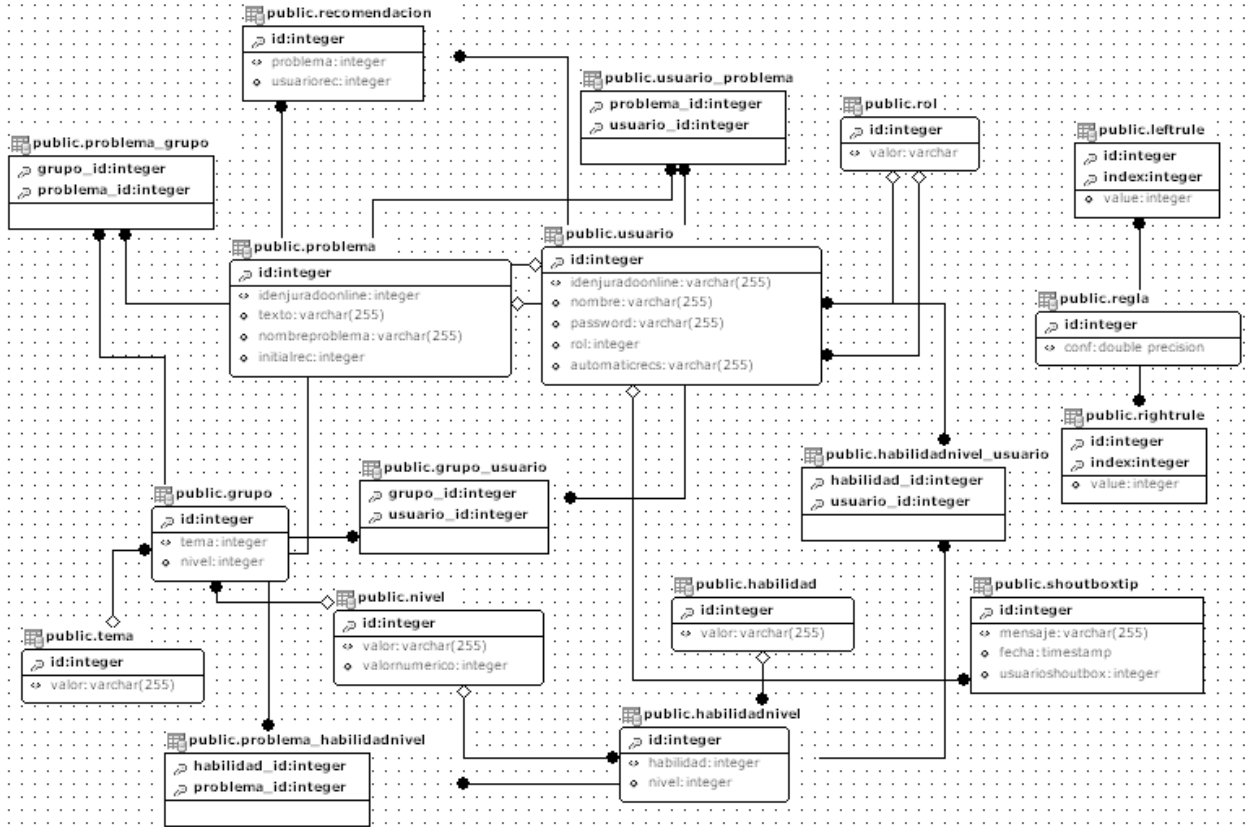 public.recomendacion
id:integer
problema:integer
usuariorec:integer
public.usuario_problema
problema_id:integer
usuario_id:integer
public.rol
id:integer
valor:varchar
public.leftrule
id:integer
index:integer
value:integer
public.problema_grupo
grupo_id:integer
problema_id:integer
public.problema
id:integer
idenjuradoonline:integer
texto:varchar(255)
nombreproblema:varchar(255)
initialrec:integer
public.usuario
id:integer
idenjuradoonline:varchar(255)
nombre:varchar(255)
password:varchar(255)
rol:integer
automaticrecs:varchar(255)
public.regla
id:integer
conf:double precision
public.rightrule
id:integer
index:integer
value:integer
public.grupo_usuario
grupo_id:integer
usuario_id:integer
public.habilidadnivel_usuario
habilidad_id:integer
usuario_id:integer
public.grupo
id:integer
tema:integer
nivel:integer
public.nivel
id:integer
valor:varchar(255)
valornumerico:integer
public.habilidad
id:integer
valor:varchar(255)
public.shoutboxtip
id:integer
mensaje:varchar(255)
fecha:timestamp
usuarioshoutbox:integer
public.tema
id:integer
valor:varchar(255)
public.problema_habilidadnivel
habilidad_id:integer
problema_id:integer
public.habilidadnivel
id:integer
habilidad:integer
nivel:integer